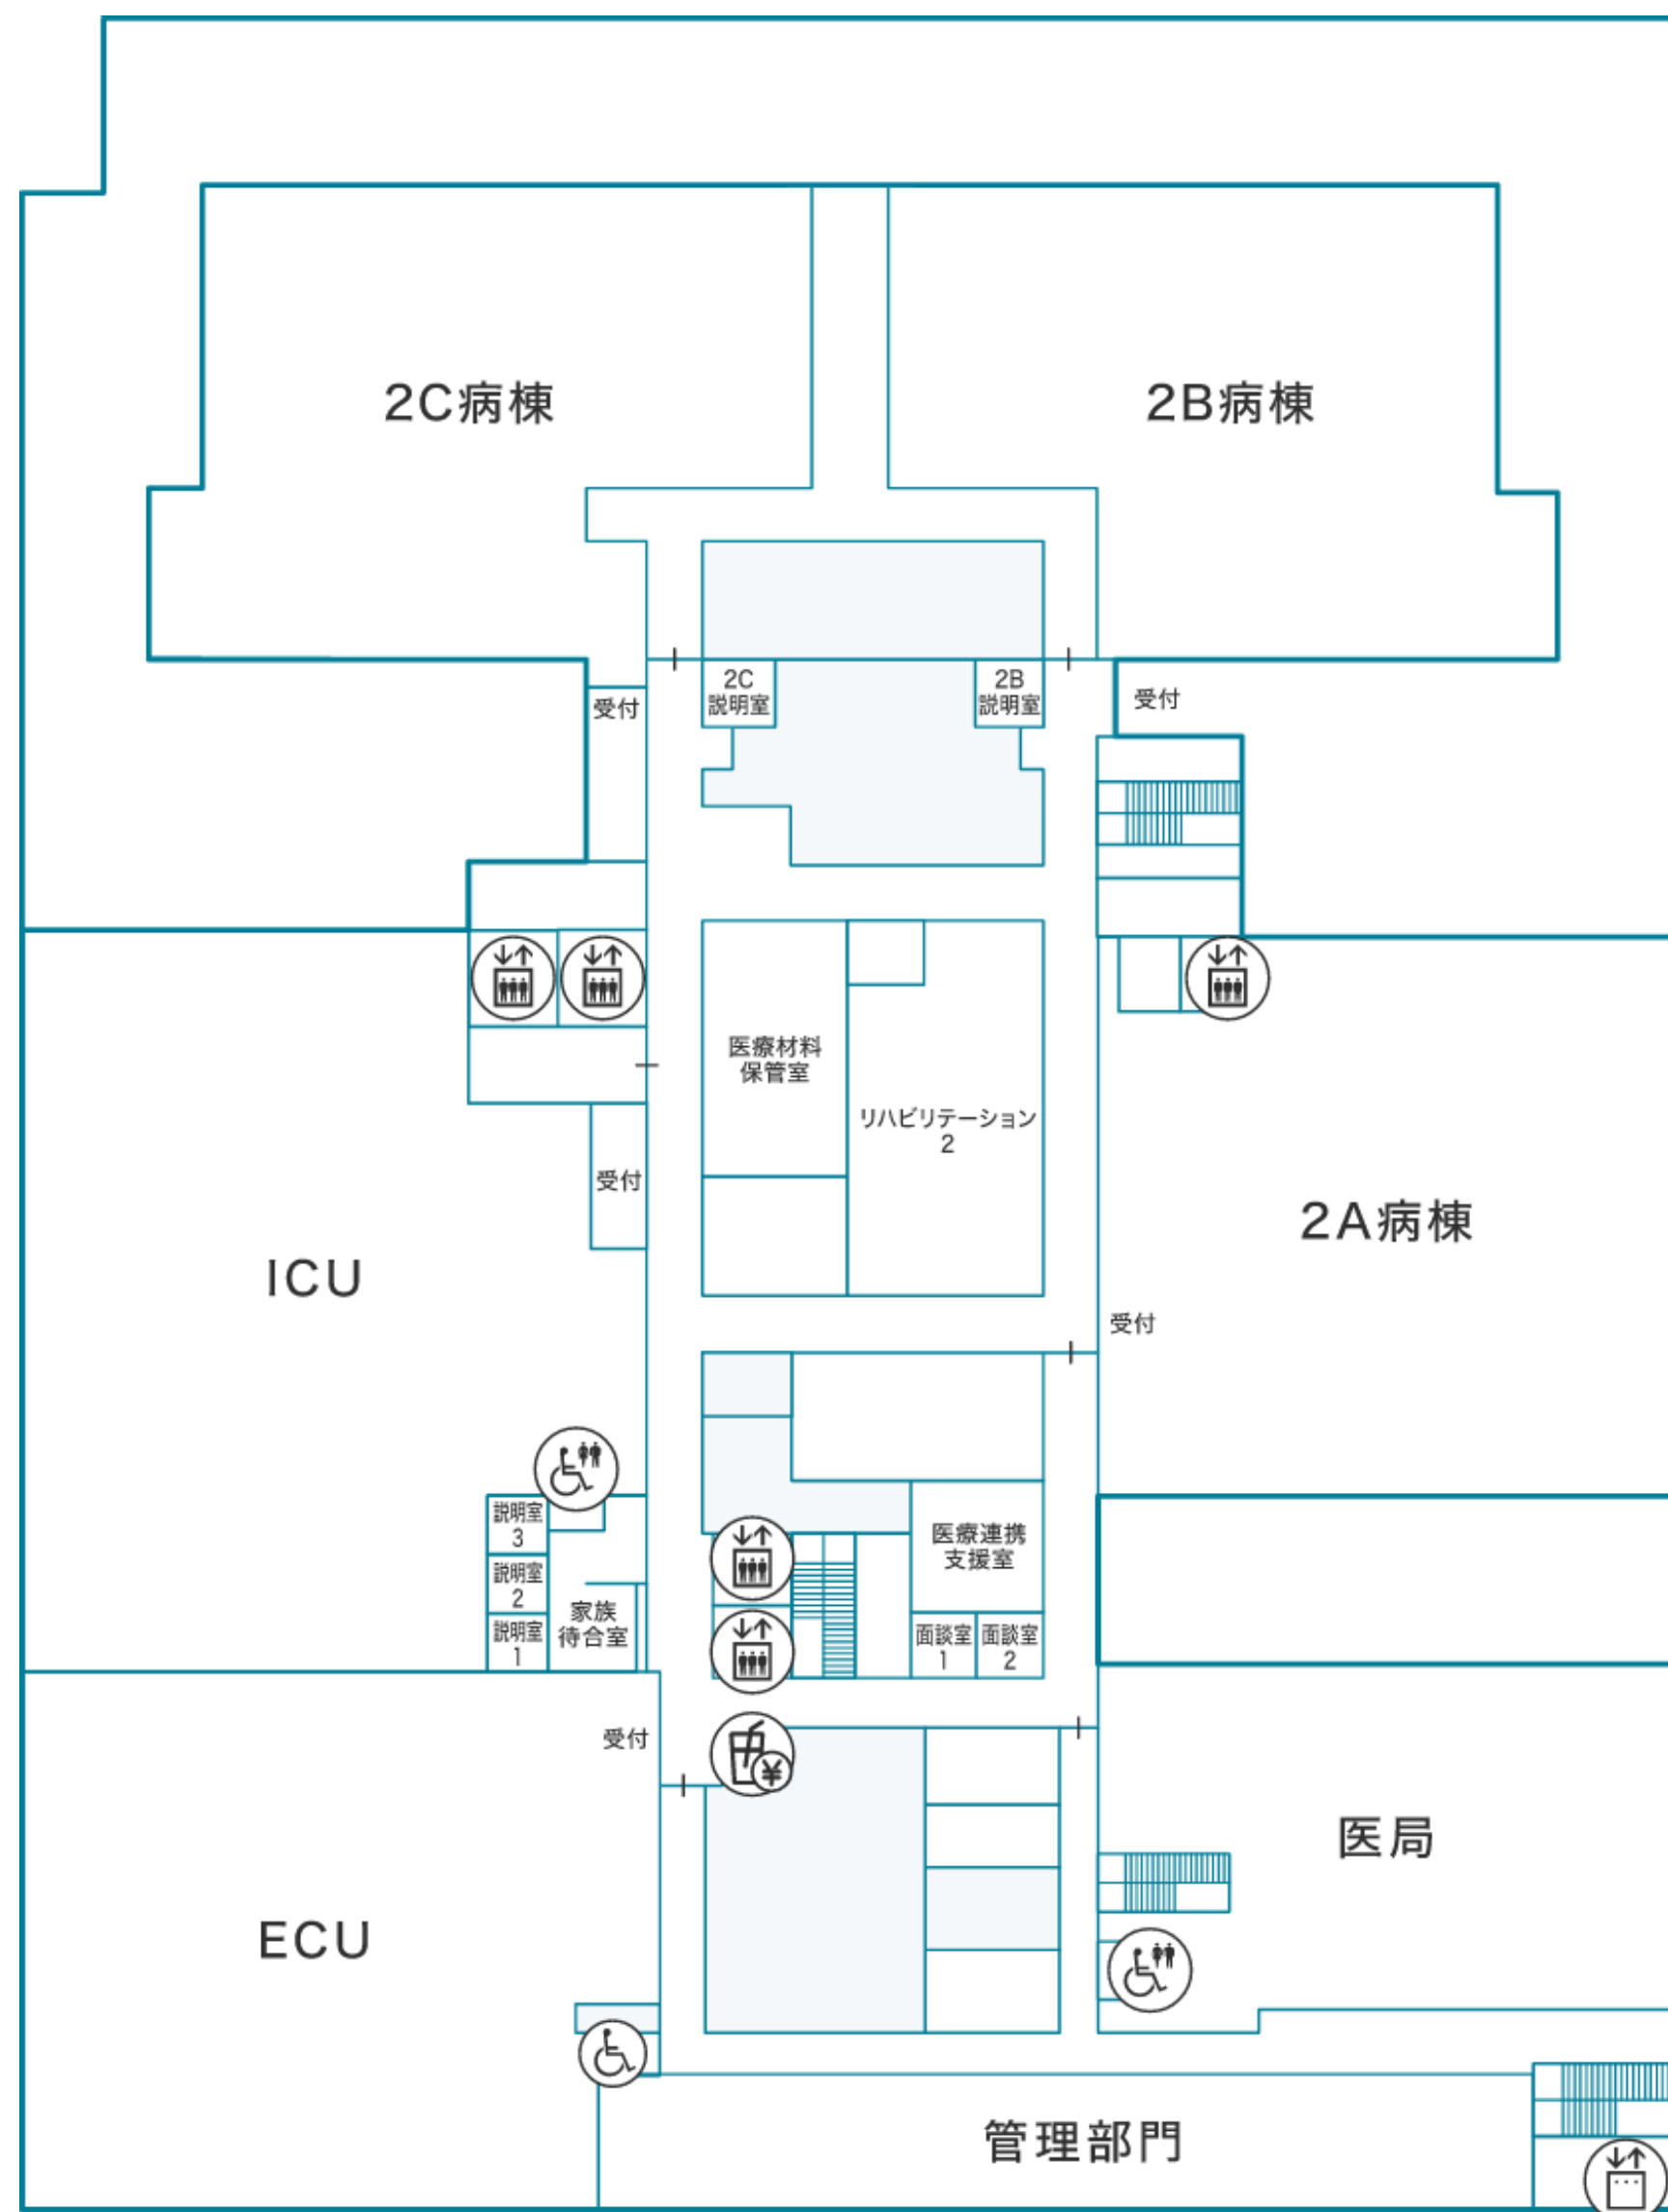 2C病棟
2B病棟
2C
説明室
2B
説明室
受付
受付
医療材料
保管室
リハビリテーション
2
受付
2A病棟
ICU
受付
説明室
3
説明室
2
説明室
1
家族
待合室
医療連携
支援室
面談室
1
面談室
2
受付
¥
医局
ECU
管理部門